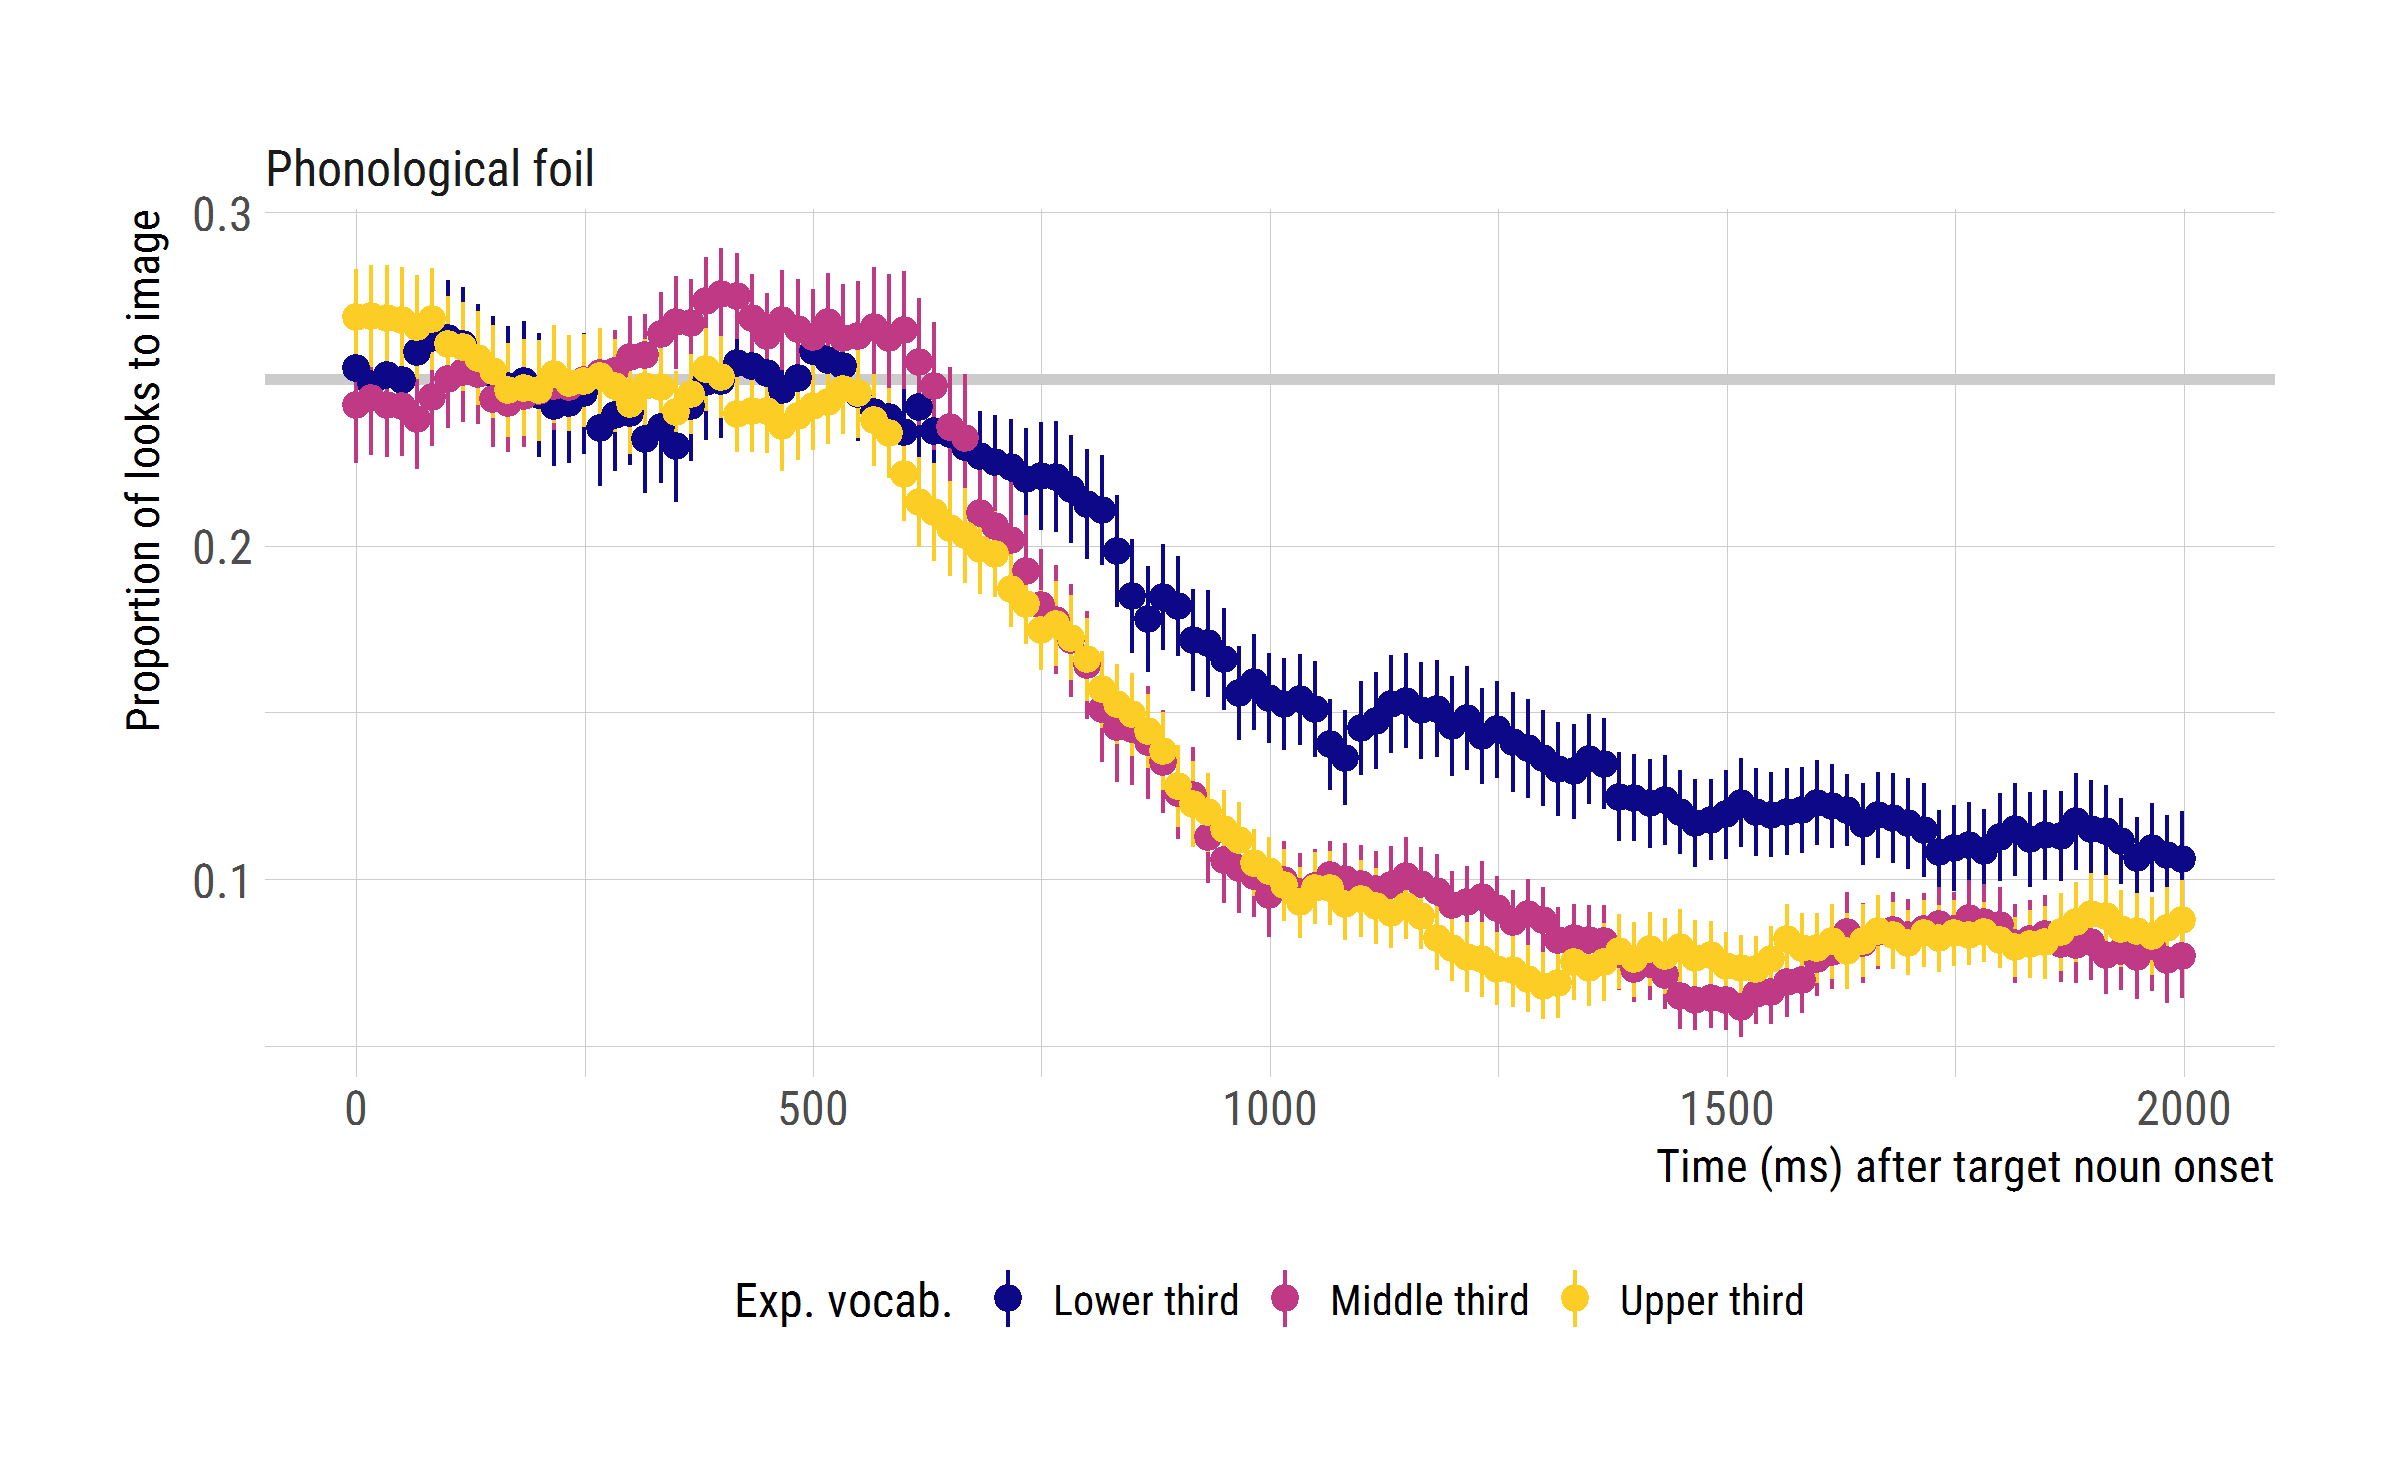 Phonological foil
Proportion of looks to image
0.3
0.2
0.1
0 500 1000 1500 2000
Time (ms) after target noun onset
Exp. vocab. Lower third Middle third Upper third